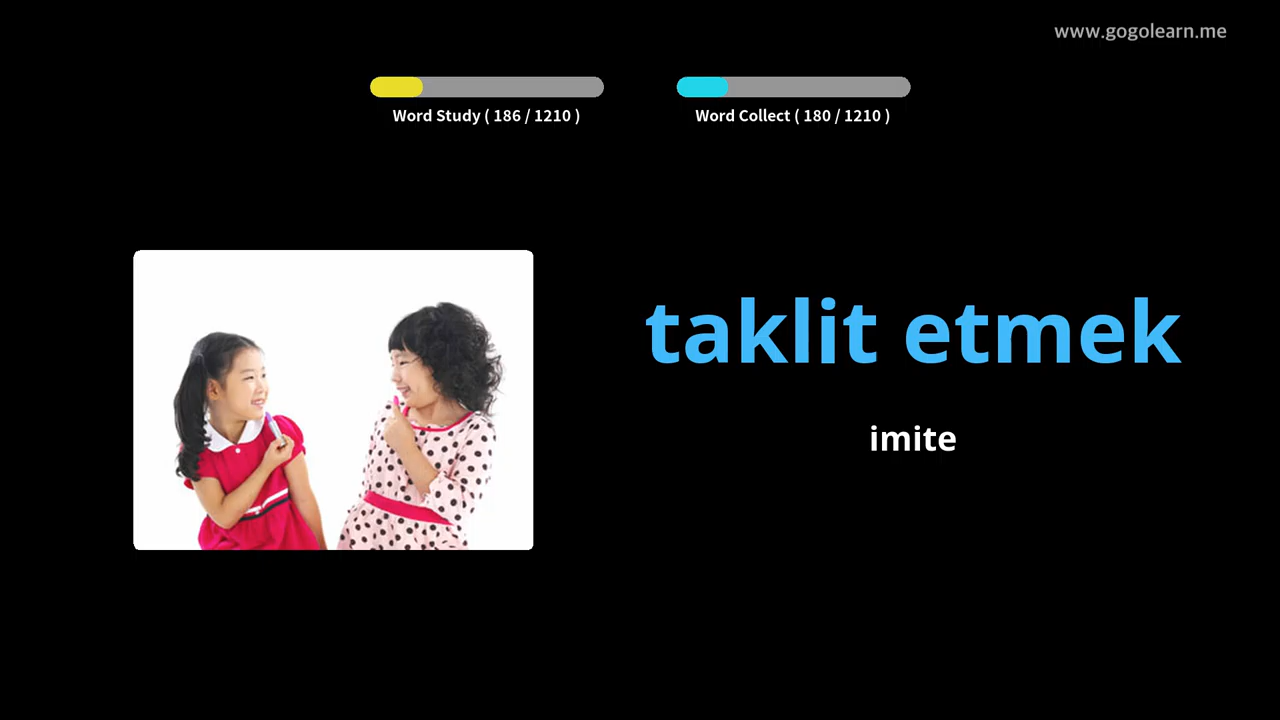 www.gogolearn.me
Word Study ( 186 / 1210 )
Word Collect ( 180 / 1210 )
taklit etmek
imite